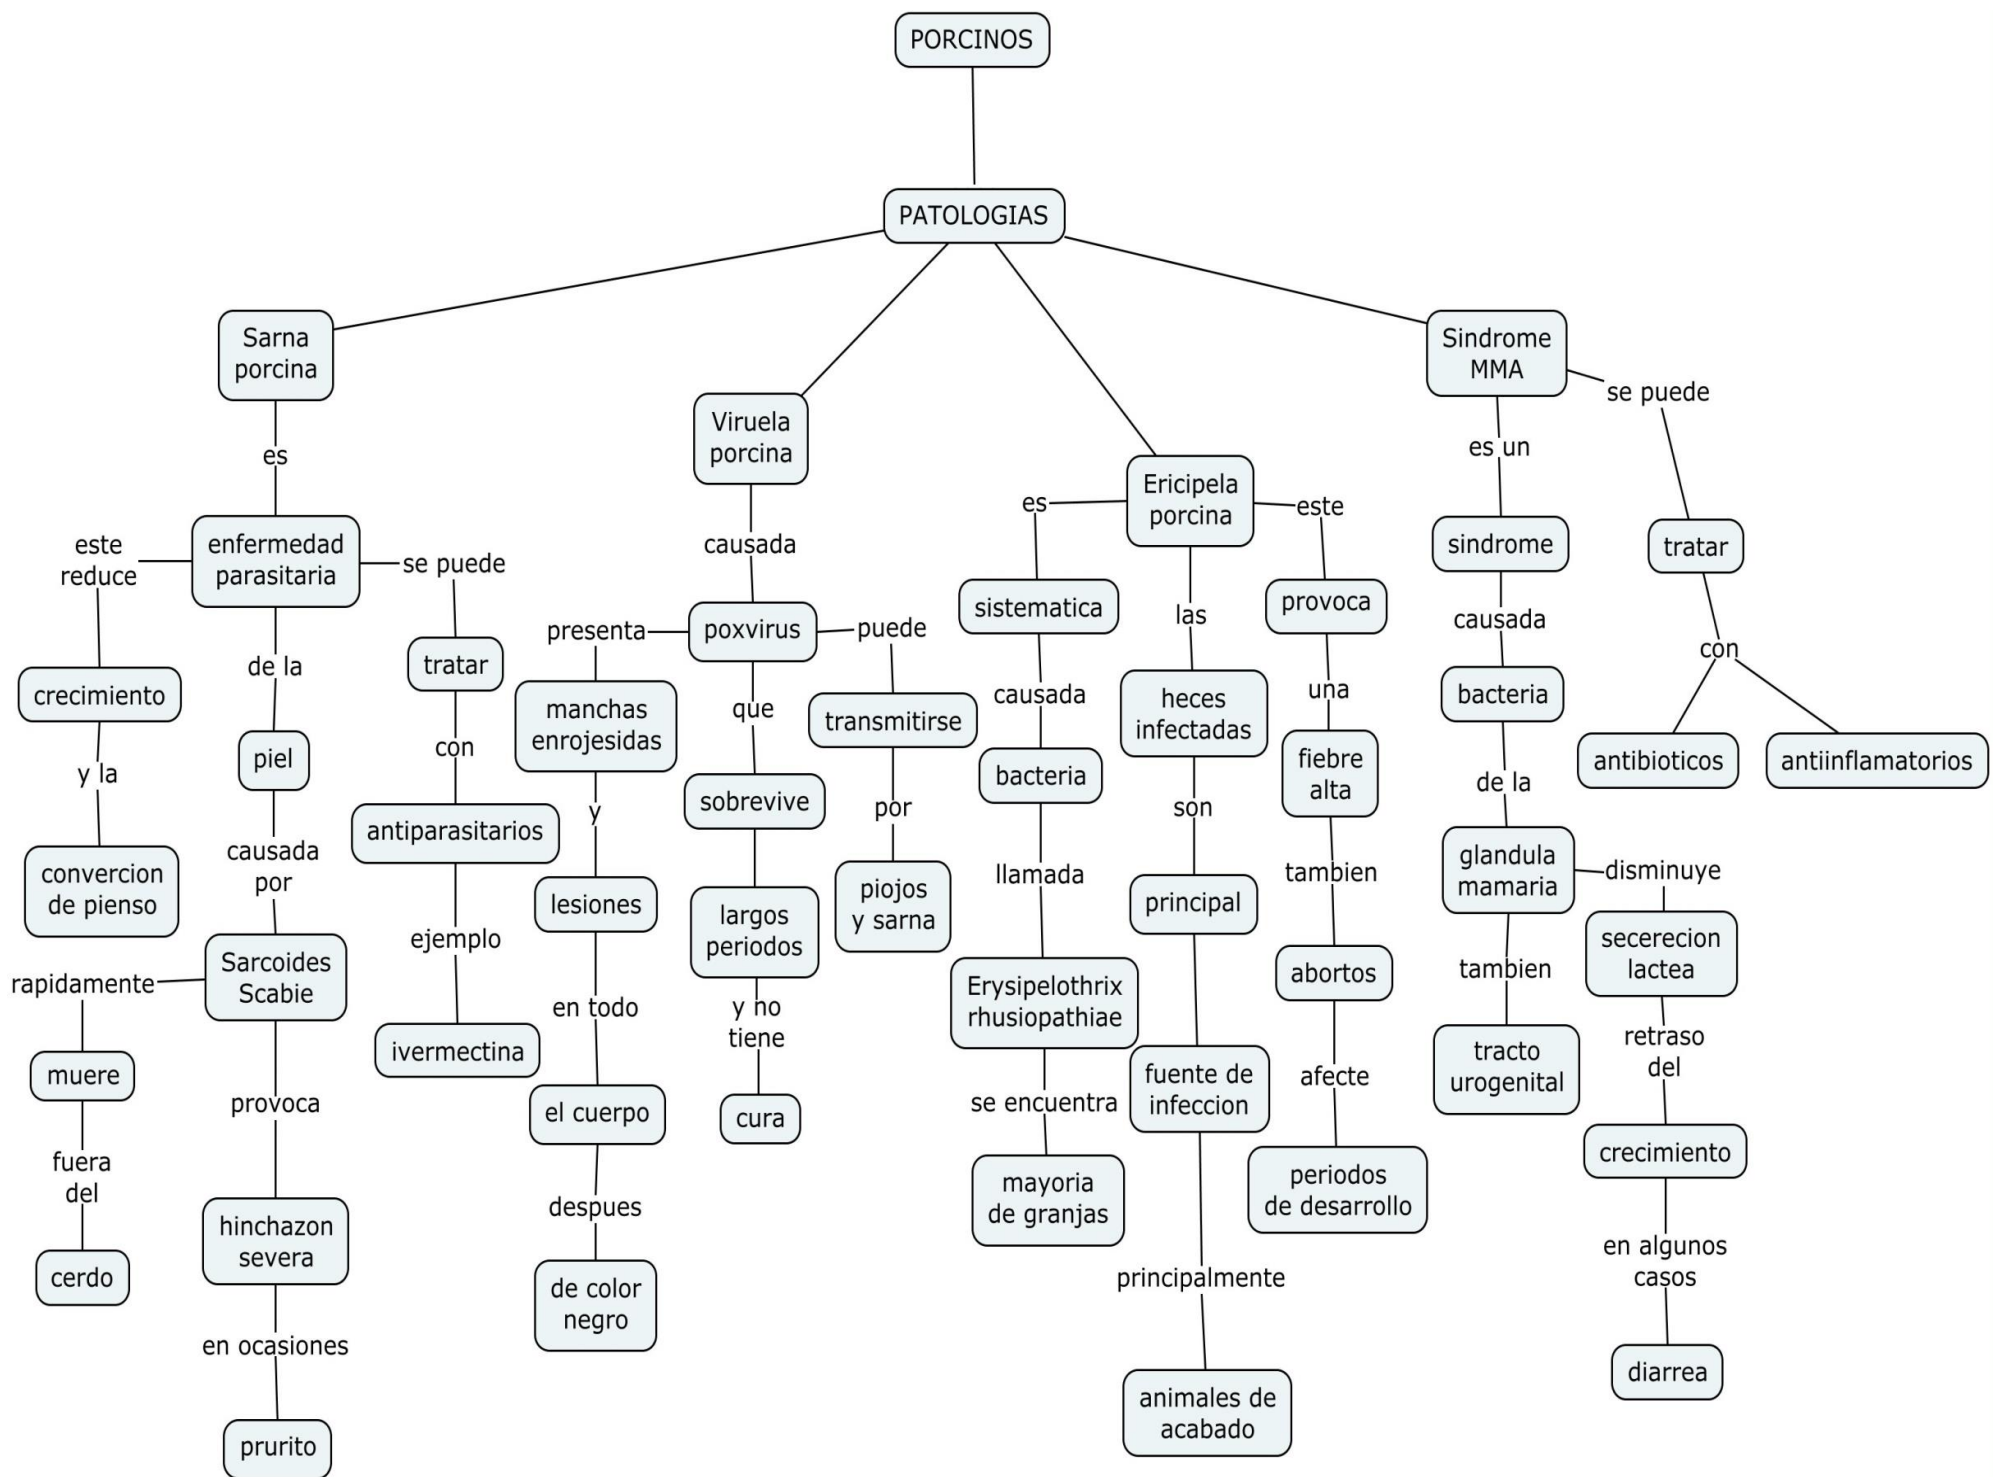 PORCINOS
PATOLOGIAS
Sarna
porcina
es
enfermedad
parasitaria
este
reduce
crecimiento
y la
convercion
de pienso
de la
piel
causada
por
Sarcoides
Scabie
rapidamente
muere
fuera
del
cerdo
provoca
hinchazon
severa
en ocasiones
prurito
se puede
tratar
con
antiparasitarios
ejemplo
ivermectina
Viruela
porcina
causada
poxvirus
presenta
manchas
enrojesidas
y
lesiones
en todo
el cuerpo
despues
de color
negro
que
sobrevive
largos
periodos
y no
tiene
cura
puede
transmitirse
por
piojos
y sarna
Ericipela
porcina
es
sistematica
causada
bacteria
llamada
Erysipelothrix
rhusiopathiae
se encuentra
mayoria
de granjas
las
heces
infectadas
son
principal
fuente de
infeccion
principalmente
animales de
acabado
este
provoca
una
fiebre
alta
tambien
abortos
afecte
periodos
de desarrollo
Sindrome
MMA
es un
sindrome
causada
bacteria
de la
glandula
mamaria
tambien
tracto
urogenital
disminuye
secerecion
lactea
retraso
del
crecimiento
en algunos
casos
diarrea
se puede
tratar
con
antibioticos
antiinflamatorios